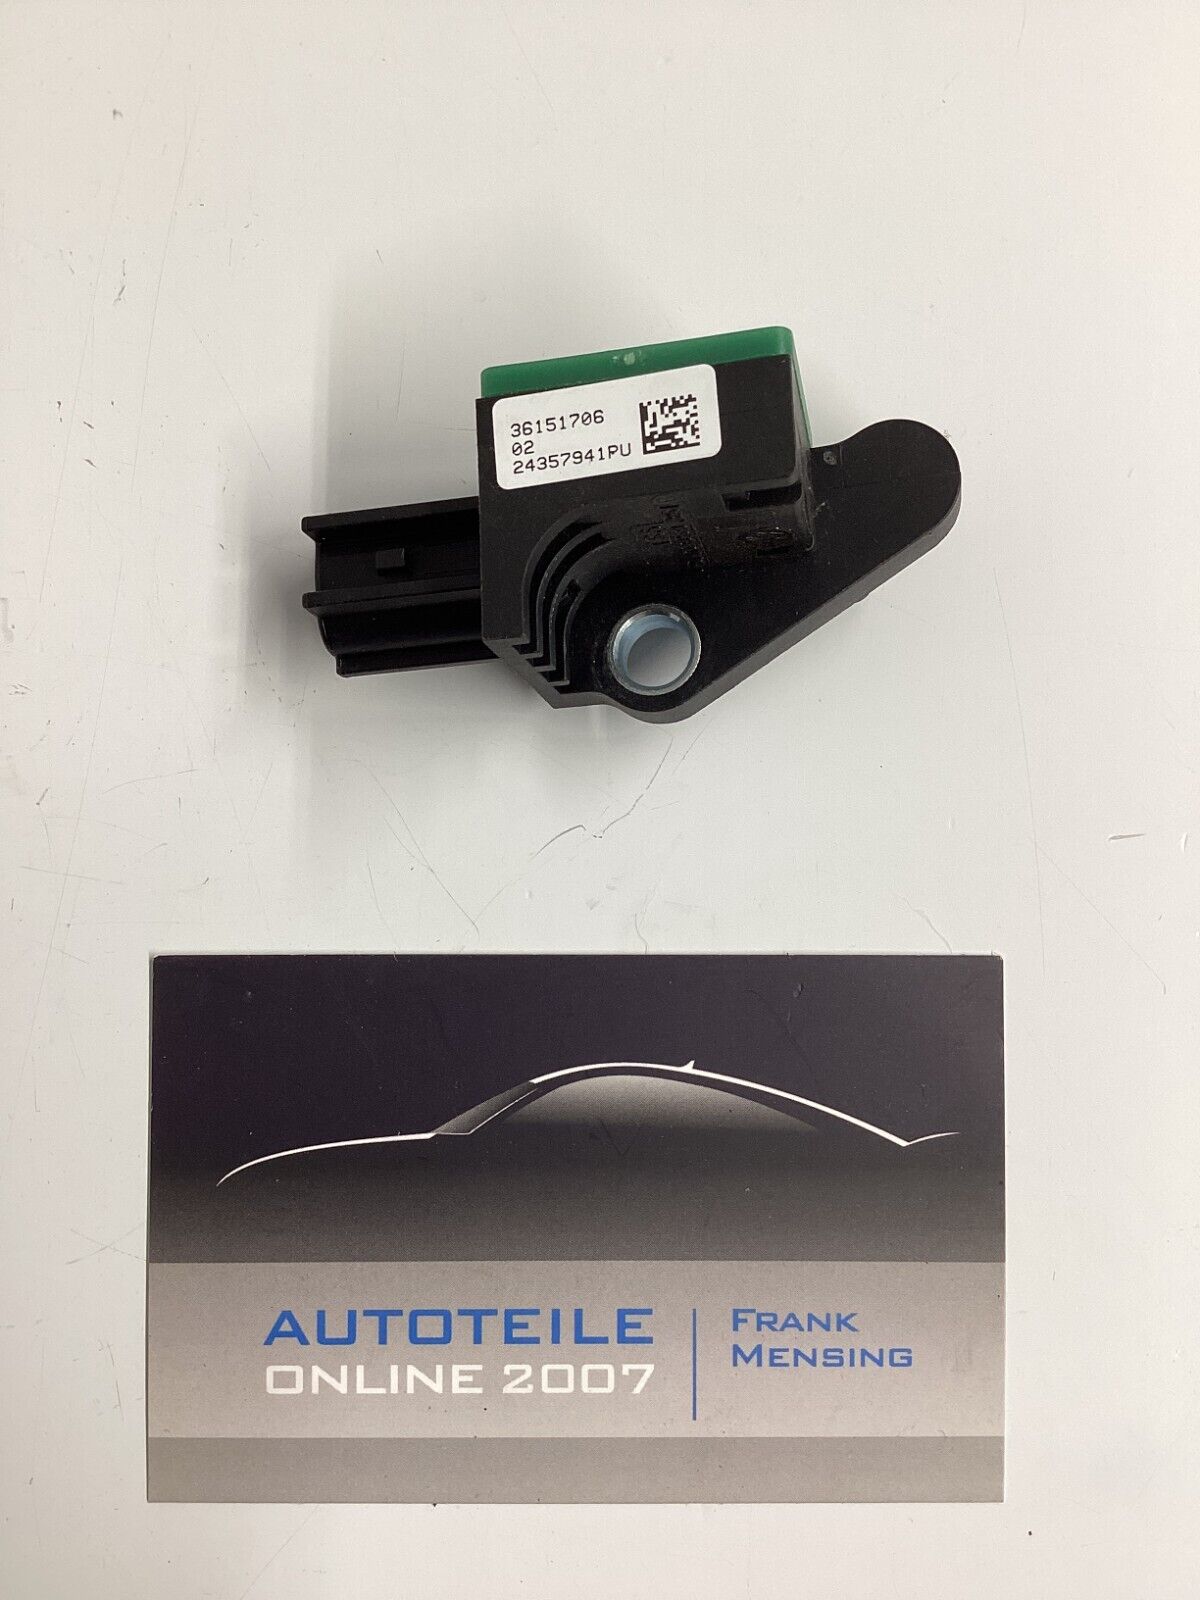 36151706
02
24357941PU
AUTOTEILE
ONLINE 2007
FRANK
MENSING